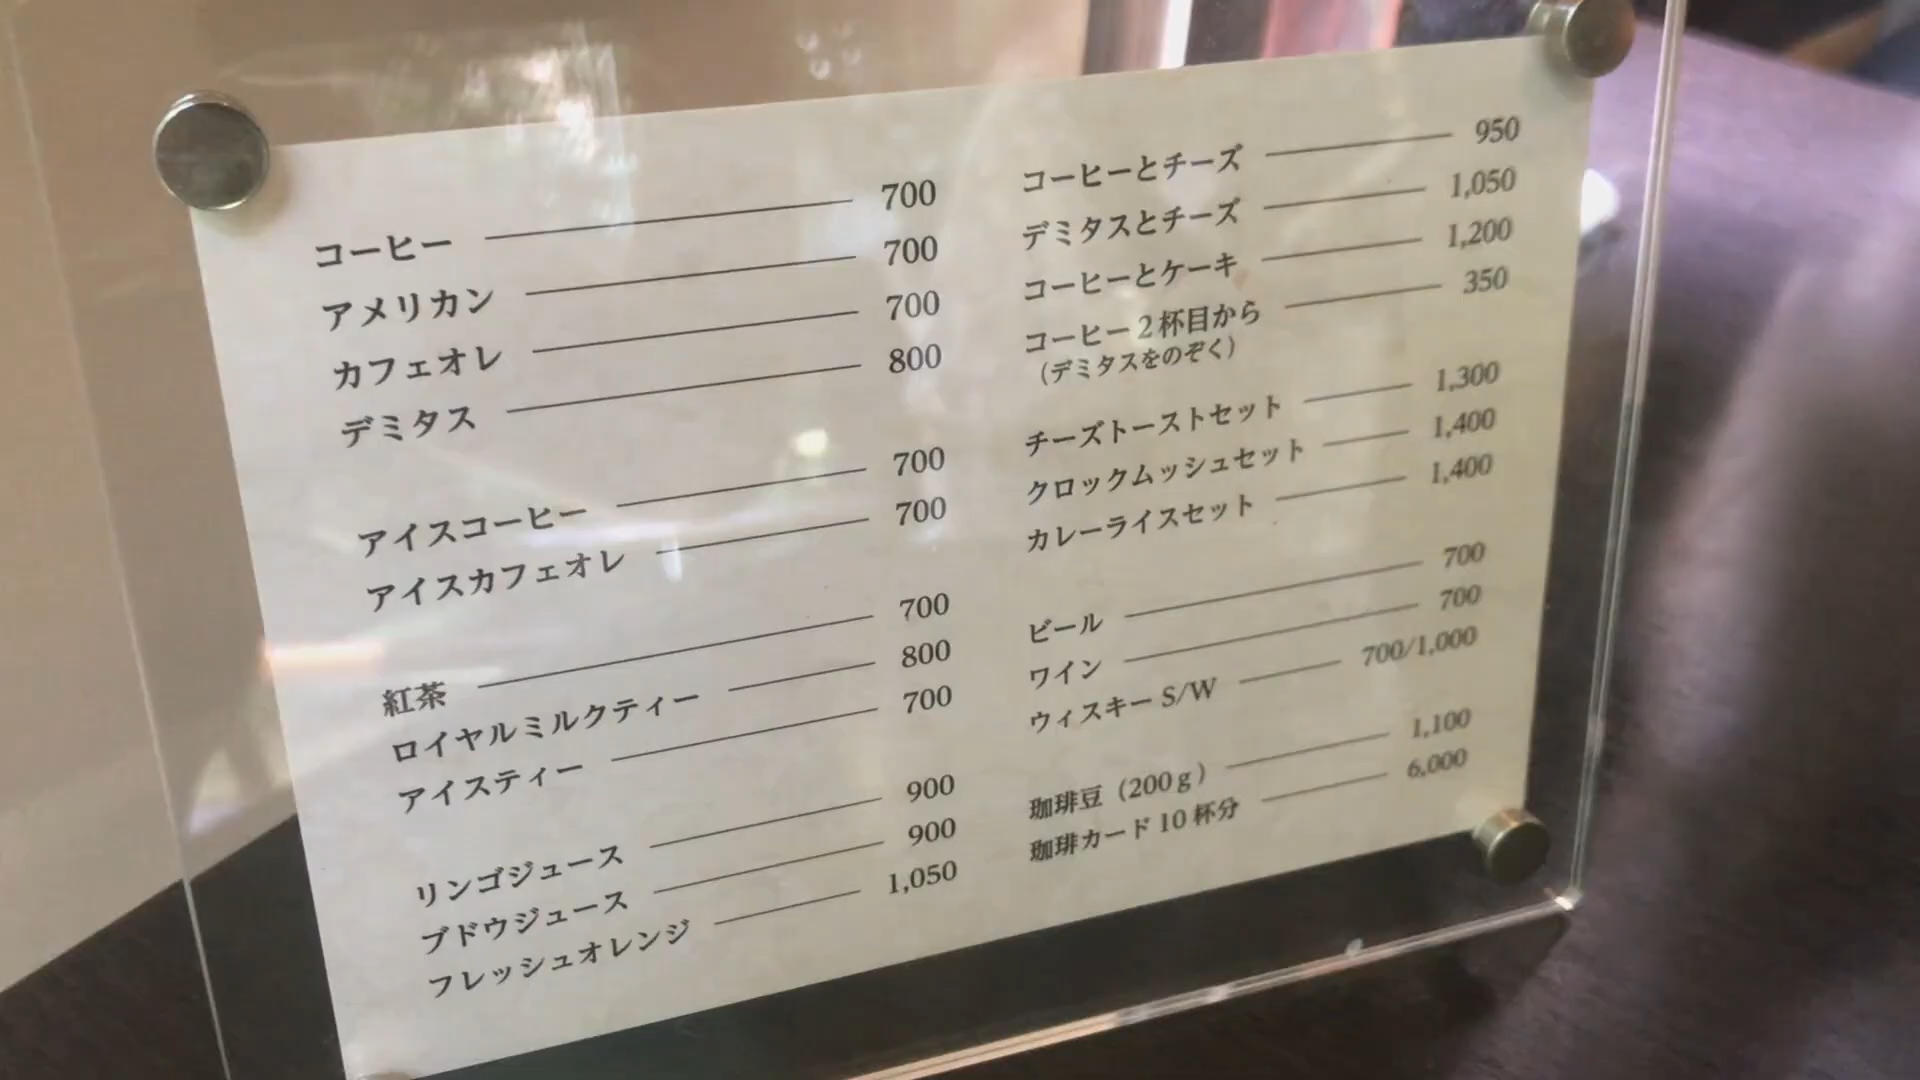 コーヒー 700
アメリカン 700
カフェオレ 700
デミタス 800
アイスコーヒー 700
アイスカフェオレ 700
紅茶 700
ロイヤルミルクティー 800
アイスティー 700
リンゴジュース 900
ブドウジュース 900
フレッシュオレンジ 1,050
コーヒーとチーズ 950
デミタスとチーズ 1,050
コーヒーとケーキ 1,200
コーヒー2杯目から 350
（デミタスをのぞく）
チーズトーストセット 1,300
クロックムッシュセット 1,400
カレーライスセット 1,400
ビール 700
ワイン 700
ウィスキー S/W 700/1,000
珈琲豆（200g） 1,100
珈琲カード10杯分 6,000